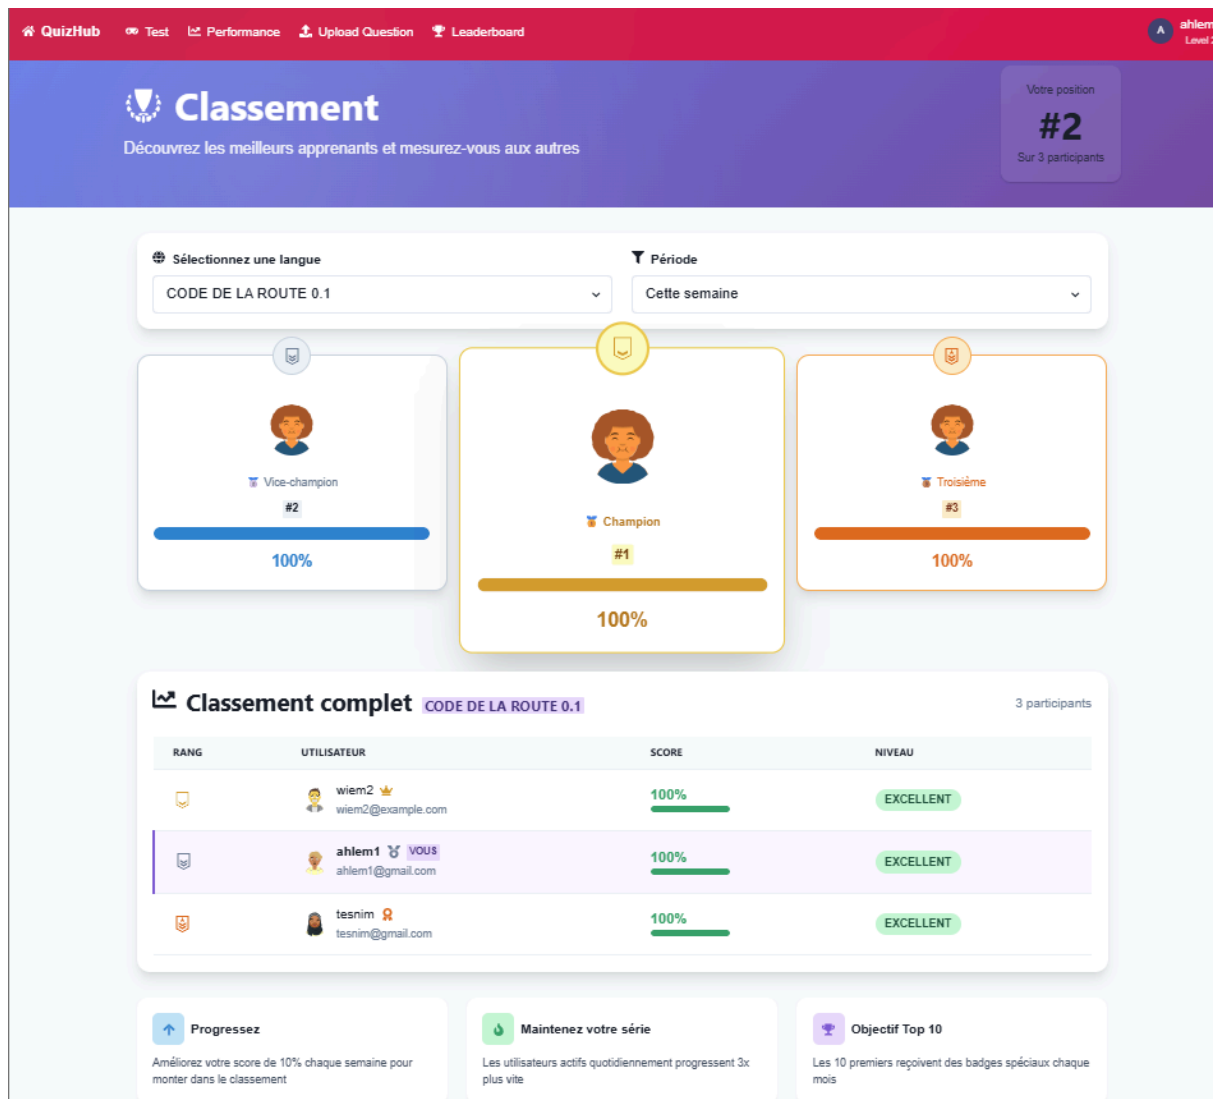 QuizHub Test Performance Upload Question Leaderboard
A
ahlem
Level
Classement
Découvrez les meilleurs apprenants et mesurez-vous aux autres
Votre position
#2
Sur 3 participants
Sélectionnez une langue
CODE DE LA ROUTE 0.1
Période
Cette semaine
Vice-champion
#2
100%
Champion
#1
100%
Troisième
#3
100%
Classement complet CODE DE LA ROUTE 0.1
3 participants
RANG UTILISATEUR SCORE NIVEAU
wiem2
wiem2@example.com
100%
EXCELLENT
ahlem1 VOUS
ahlem1@gmail.com
100%
EXCELLENT
tesnim
tesnim@gmail.com
100%
EXCELLENT
Progressez
Améliorez votre score de 10% chaque semaine pour
monter dans le classement
Maintenez votre série
Les utilisateurs actifs quotidiennement progressent 3x
plus vite
Objectif Top 10
Les 10 premiers reçoivent des badges spéciaux chaque
mois